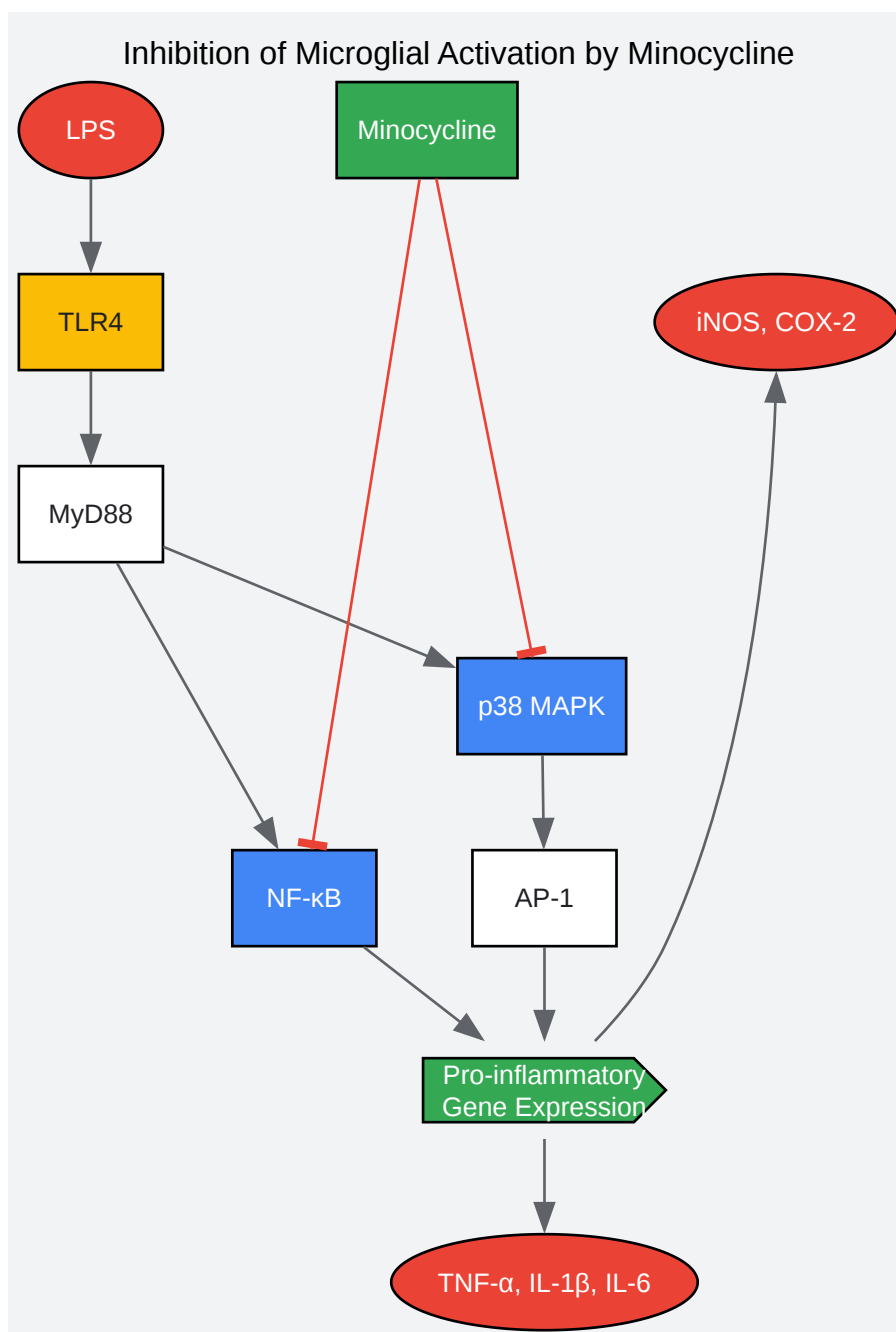 Inhibition of Microglial Activation by Minocycline
LPS
Minocycline
TLR4
iNOS, COX-2
MyD88
p38 MAPK
NF-κB
AP-1
Pro-inflammatory
Gene Expression
TNF-α, IL-1β, IL-6